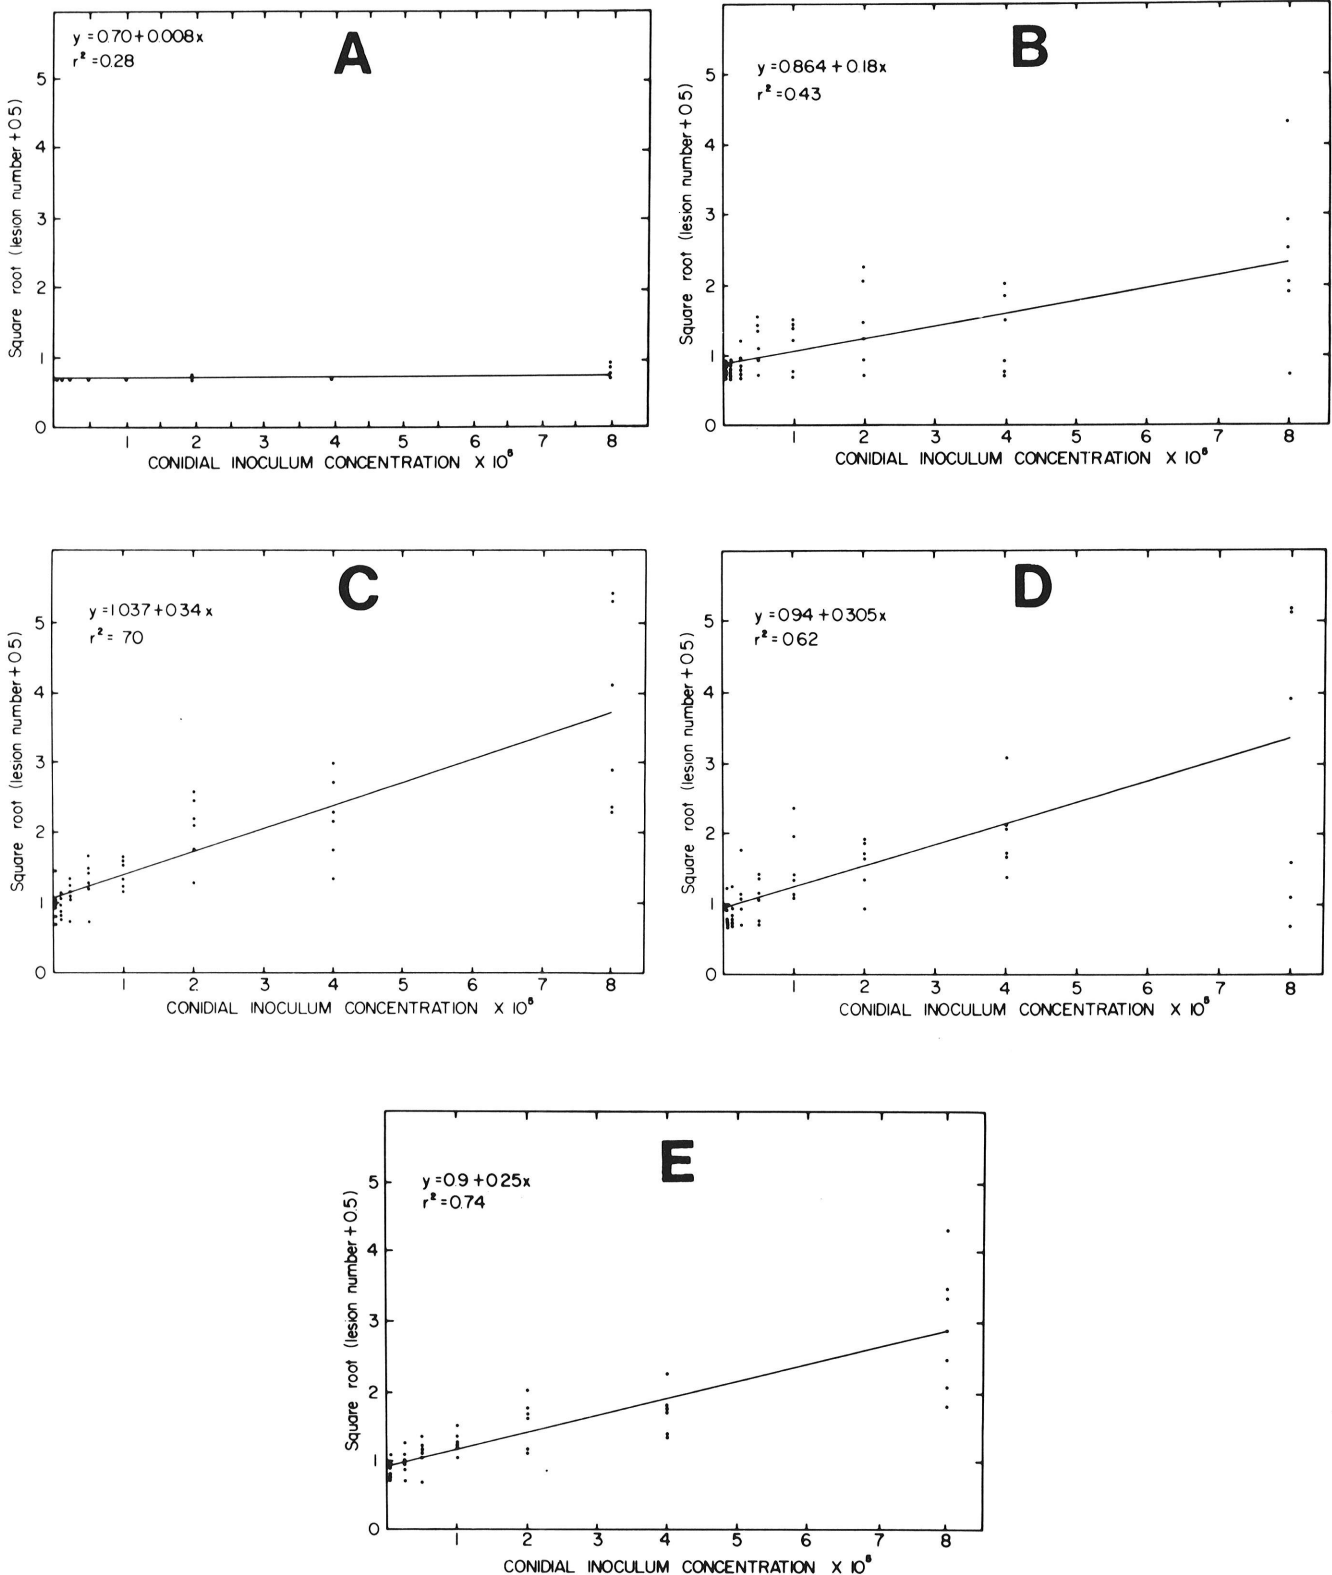 A
y = 0.70 + 0.008x
r² = 0.28
Square root (lesion number + 0.5)
5
4
3
2
1
0
1 2 3 4 5 6 7 8
CONIDIAL INOCULUM CONCENTRATION X 10⁶
B
y = 0.864 + 0.18x
r² = 0.43
Square root (lesion number + 0.5)
5
4
3
2
1
0
1 2 3 4 5 6 7 8
CONIDIAL INOCULUM CONCENTRATION X 10⁶
C
y = 1.037 + 0.34x
r² = .70
Square root (lesion number + 0.5)
5
4
3
2
1
0
1 2 3 4 5 6 7 8
CONIDIAL INOCULUM CONCENTRATION X 10⁶
D
y = 0.94 + 0.305x
r² = 0.62
Square root (lesion number + 0.5)
5
4
3
2
1
0
1 2 3 4 5 6 7 8
CONIDIAL INOCULUM CONCENTRATION X 10⁶
E
y = 0.9 + 0.25x
r² = 0.74
Square root (lesion number + 0.5)
5
4
3
2
1
0
1 2 3 4 5 6 7 8
CONIDIAL INOCULUM CONCENTRATION X 10⁶